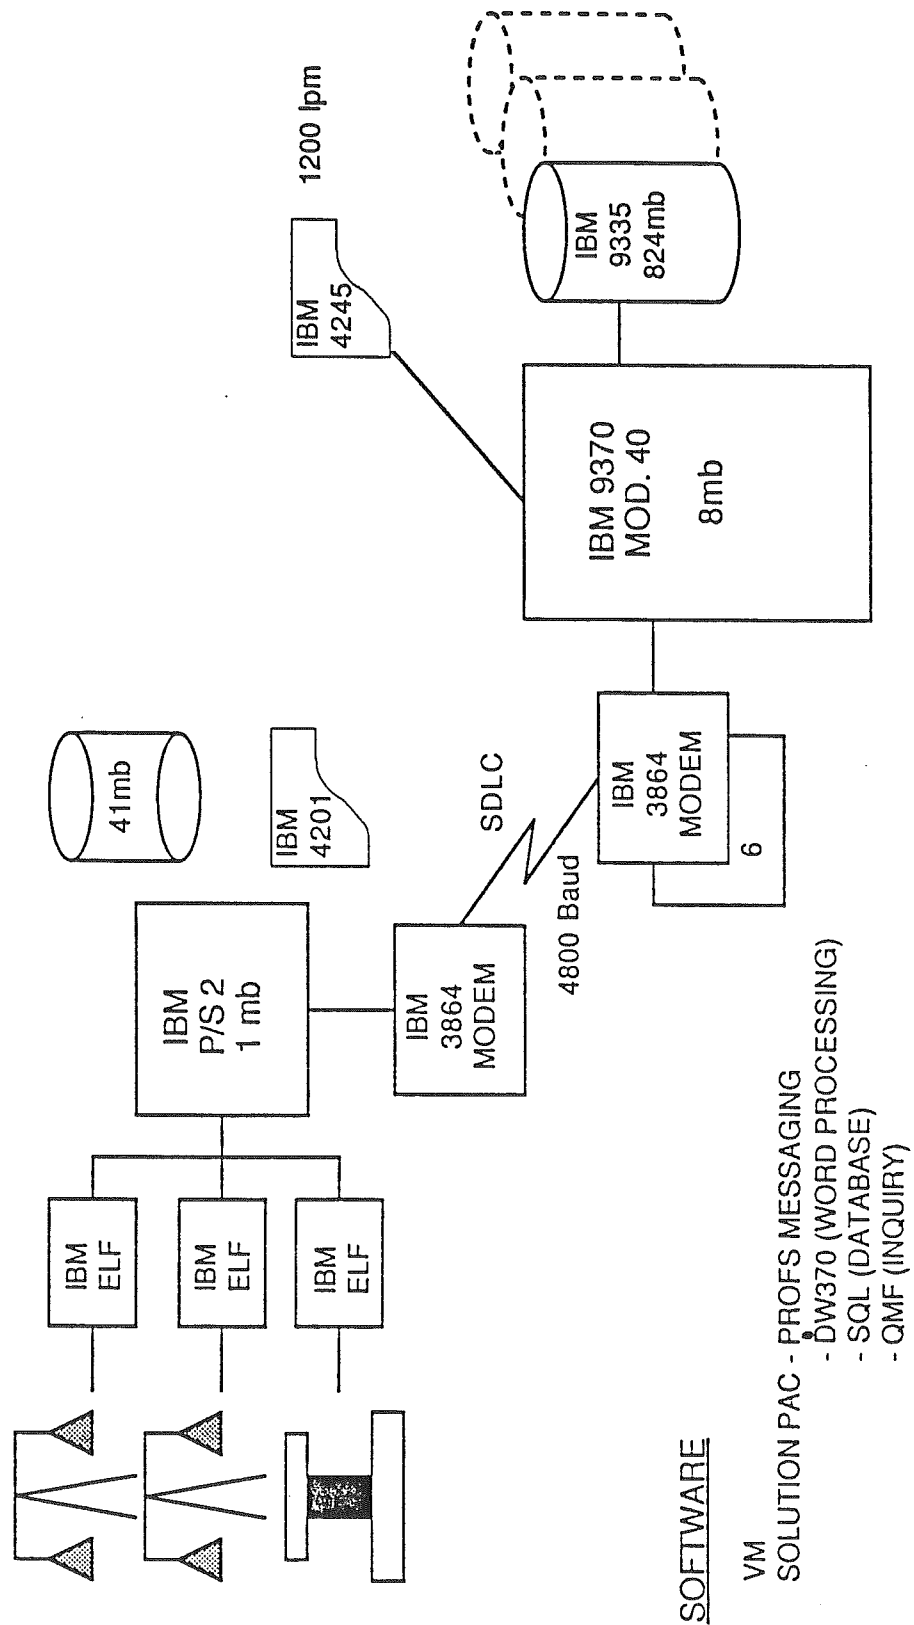 IBM
ELF
IBM
ELF
IBM
ELF
IBM
P/S 2
1 mb
41mb
IBM
4201
IBM
3864
MODEM
SDLC
4800 Baud
IBM
3864
MODEM
6
IBM 9370
MOD. 40
8mb
IBM
4245
1200 lpm
IBM
9335
824mb
SOFTWARE
VM
SOLUTION PAC - PROFS MESSAGING
- DW370 (WORD PROCESSING)
- SQL (DATABASE)
- QMF (INQUIRY)